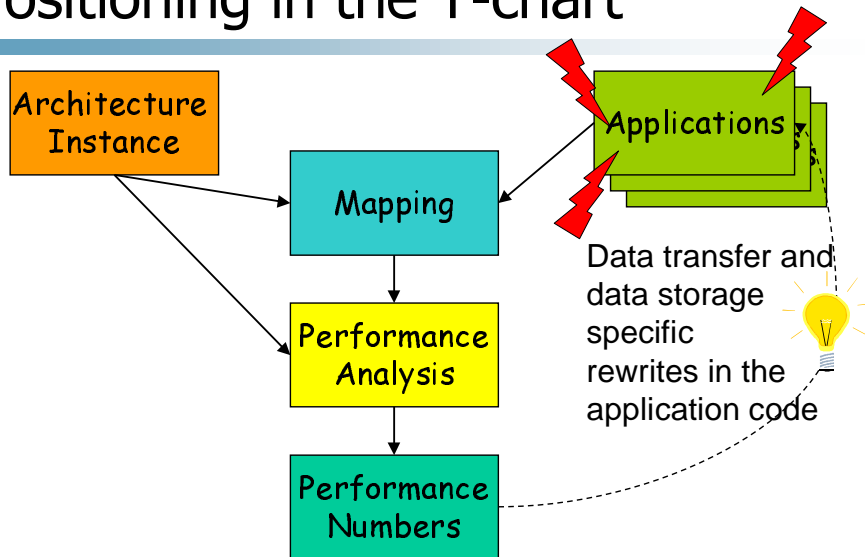 ositioning in the Y-chart
Architecture
Instance
Applications
Mapping
Data transfer and
data storage
specific
rewrites in the
application code
Performance
Analysis
Performance
Numbers